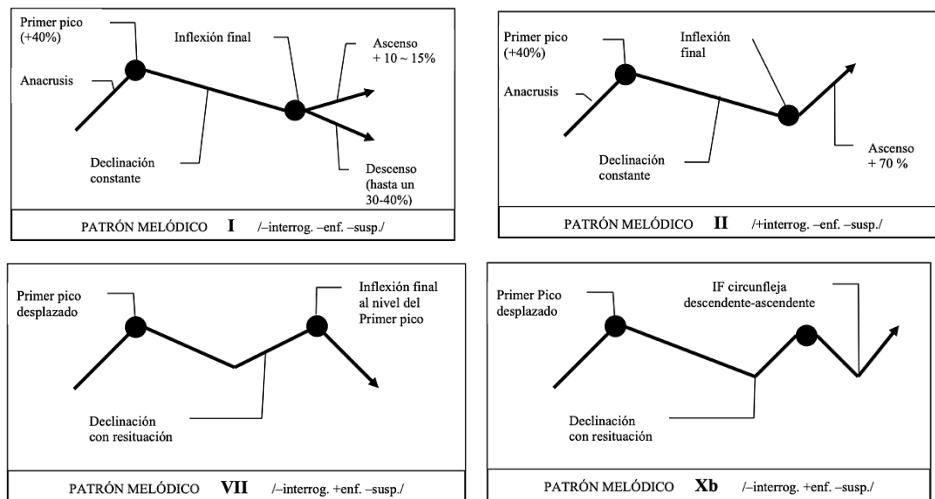 Primer pico
(+40%)
Inflexión final
Ascenso
+ 10 ~ 15%
Anacrusis
Declinación
constante
Descenso
(hasta un
30-40%)
PATRÓN MELÓDICO I /–interrog. –enf. –susp./
Primer pico
(+40%)
Inflexión
final
Anacrusis
Declinación
constante
Ascenso
+ 70 %
PATRÓN MELÓDICO II /+interrog. –enf. –susp./
Primer pico
desplazado
Inflexión final
al nivel del
Primer pico
Declinación
con resituación
PATRÓN MELÓDICO VII /–interrog. +enf. –susp./
Primer Pico
desplazado
IF circunfleja
descendente-ascendente
Declinación
con resituación
PATRÓN MELÓDICO Xb /–interrog. +enf. –susp./